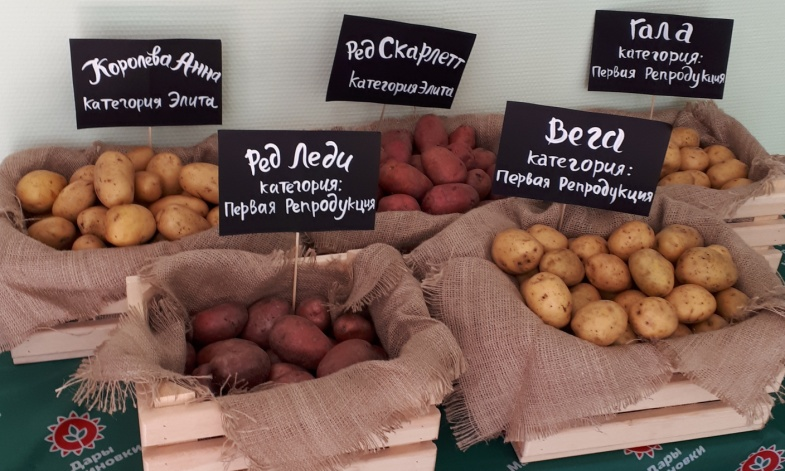 Королева Анна
категория Элита
Ред Скарлетт
категория Элита
Гала
категория:
Первая Репродукция
Ред Леди
категория:
Первая Репродукция
Вега
категория:
Первая Репродукция
Дары